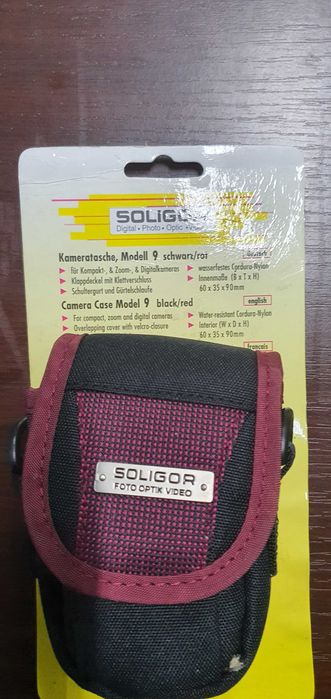 SOLIGOR
Digital • Photo • Optic •
Kameratasche, Modell 9 schwarz/rot
für Kompakt-, & Zoom-, & Digitalkameras
Klappdeckel mit Klettverschluss
Schultergurt und Gürtelschlaufe
deutsch
wasserfestes Cordura-Nylon
Innenmaße (B x T x H)
60 x 35 x 90mm
Camera Case Model 9 black/red
For compact, zoom and digital cameras
Overlapping cover with velcro-closure
english
Water-resistant Cordura-Nylon
Interior (W x D x H)
60 x 35 x 90mm
français
SOLIGOR
FOTO OPTIK VIDEO